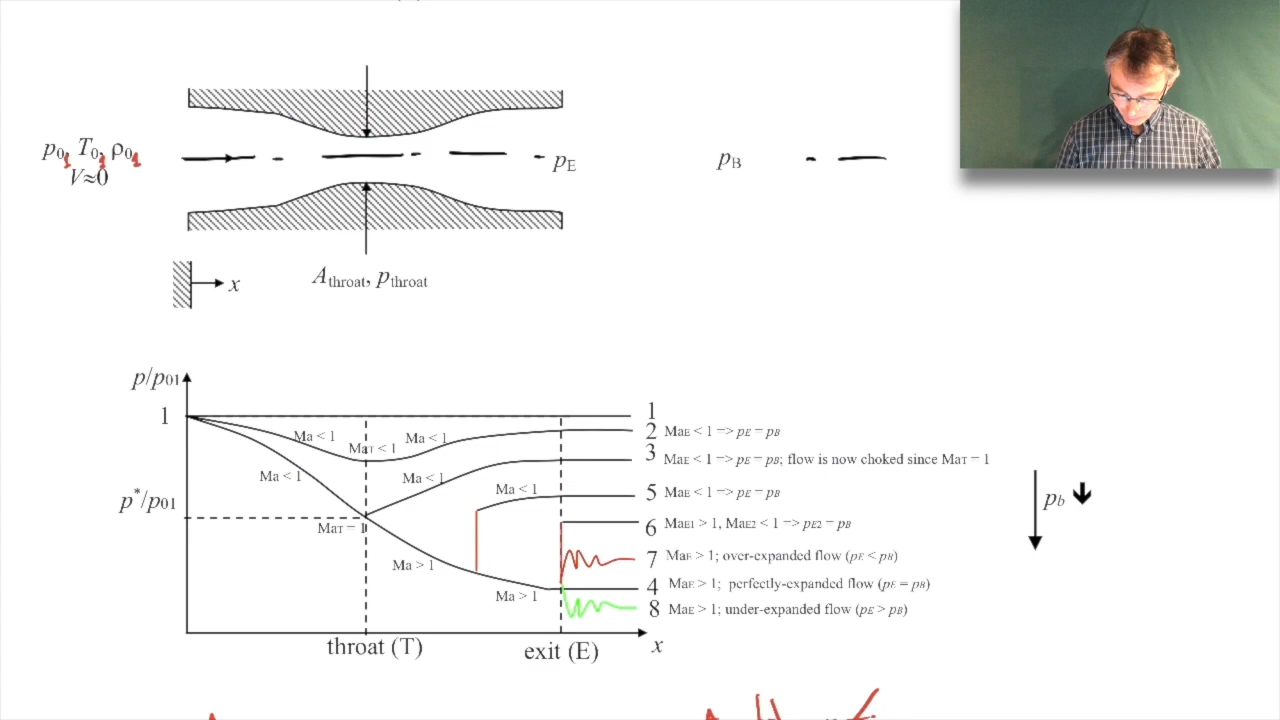 p₀₁, T₀₁, ρ₀₁
V≈0
pE
pB
x
Athroat, pthroat
p/p01
1
p*/p01
Ma < 1
MaT < 1
Ma < 1
Ma < 1
Ma < 1
Ma < 1
MaT = 1
Ma > 1
Ma > 1
1
2 MaE < 1 => pE = pB
3 MaE < 1 => pE = pB; flow is now choked since MaT = 1
5 MaE < 1 => pE = pB
6 MaE1 > 1, MaE2 < 1 => pE2 = pB
7 MaE > 1; over-expanded flow (pE < pB)
4 MaE > 1; perfectly-expanded flow (pE = pB)
8 MaE > 1; under-expanded flow (pE > pB)
pb
throat (T)
exit (E)
x